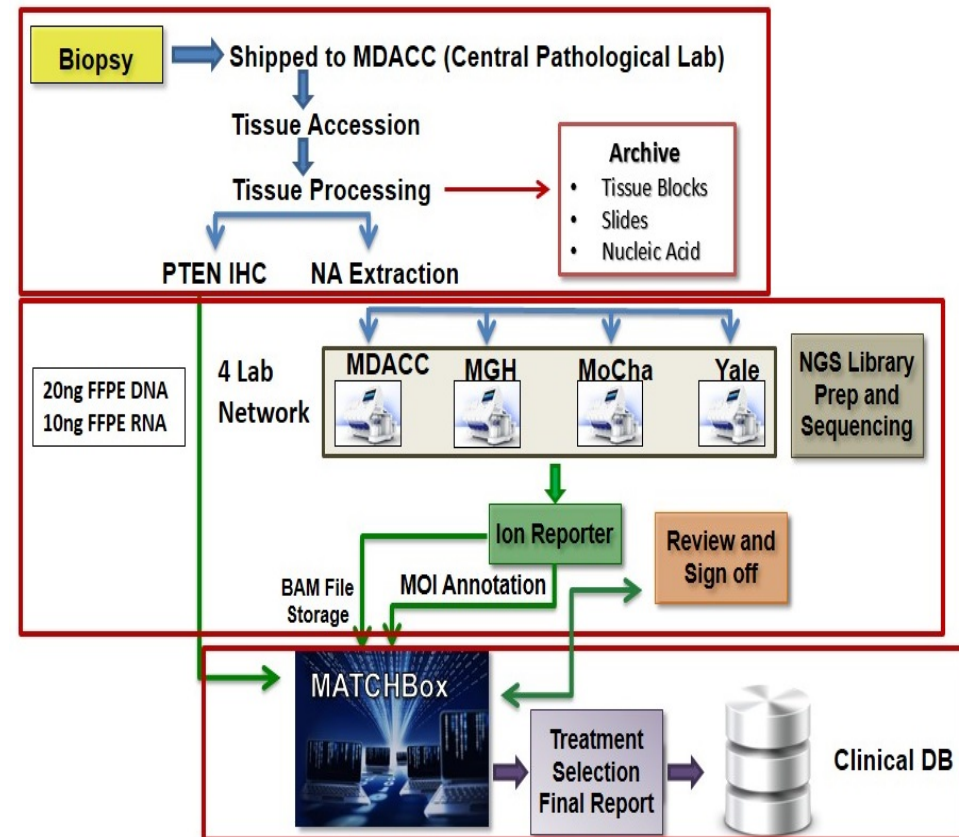 Biopsy
Shipped to MDACC (Central Pathological Lab)
Tissue Accession
Tissue Processing
Archive
• Tissue Blocks
• Slides
• Nucleic Acid
PTEN IHC
NA Extraction
20ng FFPE DNA
10ng FFPE RNA
4 Lab
Network
MDACC
MGH
MoCha
Yale
NGS Library
Prep and
Sequencing
Ion Reporter
Review and
Sign off
BAM File
Storage
MOI Annotation
MATCHBox
Treatment
Selection
Final Report
Clinical DB